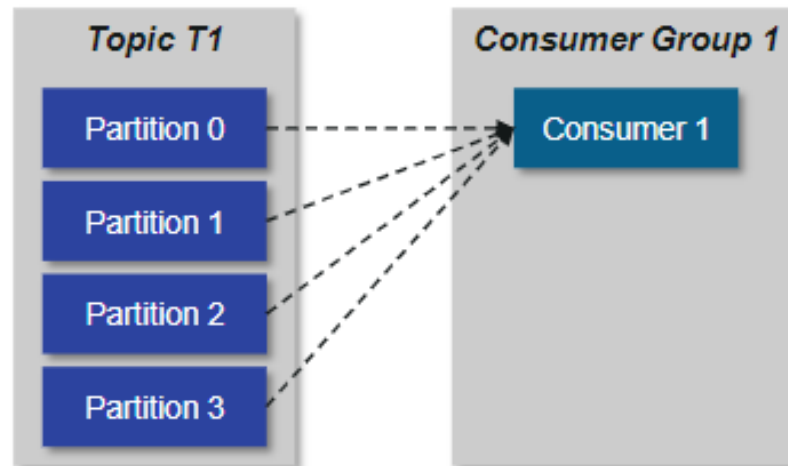 Topic T1
Partition 0
Partition 1
Partition 2
Partition 3
Consumer Group 1
Consumer 1